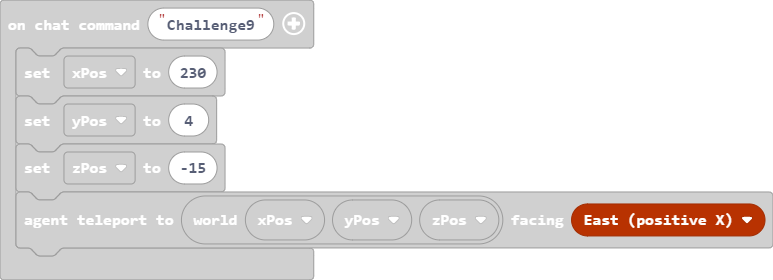 on chat command "Challenge9"
set xPos to 230
set yPos to 4
set zPos to -15
agent teleport to world xPos yPos zPos facing East (positive X)